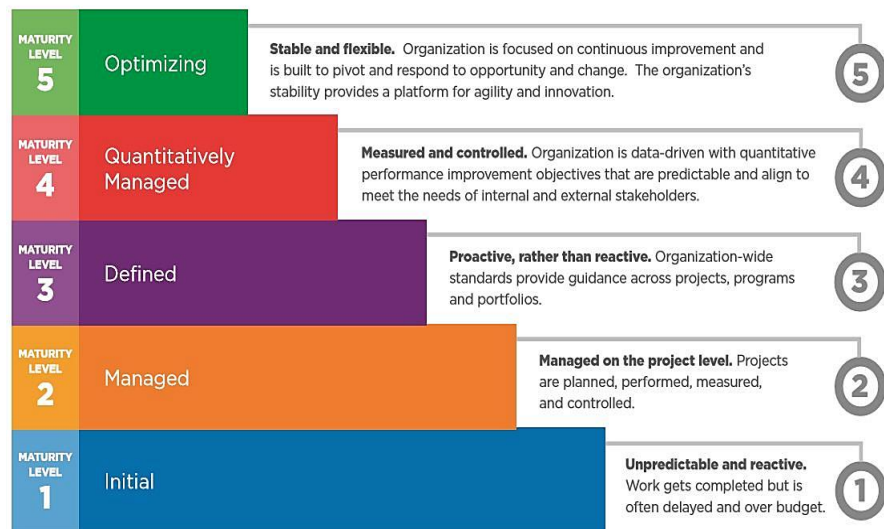 MATURITY
LEVEL
5
Optimizing
Stable and flexible. Organization is focused on continuous improvement and
is built to pivot and respond to opportunity and change. The organization's
stability provides a platform for agility and innovation.
5
MATURITY
LEVEL
4
Quantitatively
Managed
Measured and controlled. Organization is data-driven with quantitative
performance improvement objectives that are predictable and align to
meet the needs of internal and external stakeholders.
4
MATURITY
LEVEL
3
Defined
Proactive, rather than reactive. Organization-wide
standards provide guidance across projects, programs
and portfolios.
3
MATURITY
LEVEL
2
Managed
Managed on the project level. Projects
are planned, performed, measured,
and controlled.
2
MATURITY
LEVEL
1
Initial
Unpredictable and reactive.
Work gets completed but is
often delayed and over budget.
1